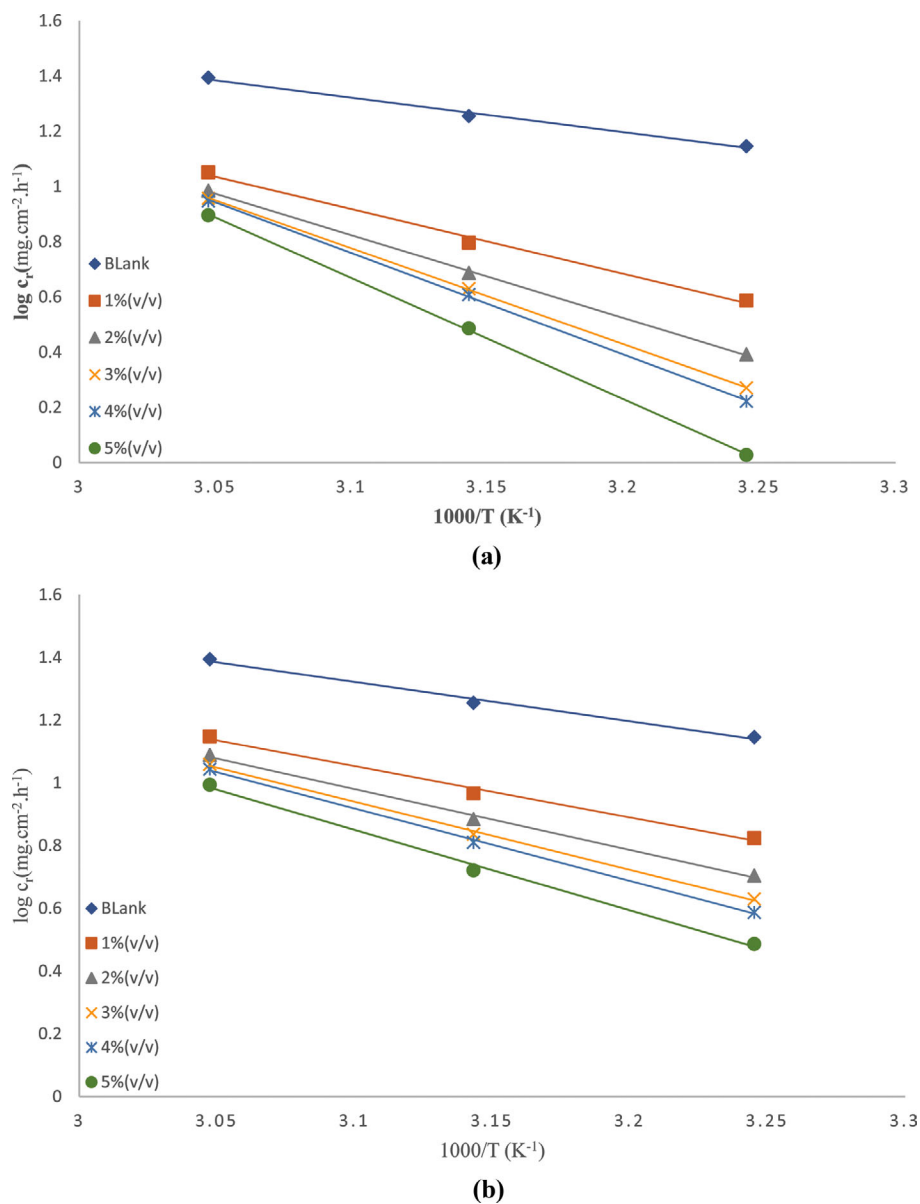 1.6
1.4
1.2
1
0.8
0.6
0.4
0.2
0
log cᵣ(mg.cm⁻².h⁻¹)
BLank
1%(v/v)
2%(v/v)
3%(v/v)
4%(v/v)
5%(v/v)
3 3.05 3.1 3.15 3.2 3.25 3.3
1000/T (K⁻¹)
(a)
1.6
1.4
1.2
1
0.8
0.6
0.4
0.2
0
log cᵣ(mg.cm⁻².h⁻¹)
BLank
1%(v/v)
2%(v/v)
3%(v/v)
4%(v/v)
5%(v/v)
3 3.05 3.1 3.15 3.2 3.25 3.3
1000/T (K⁻¹)
(b)